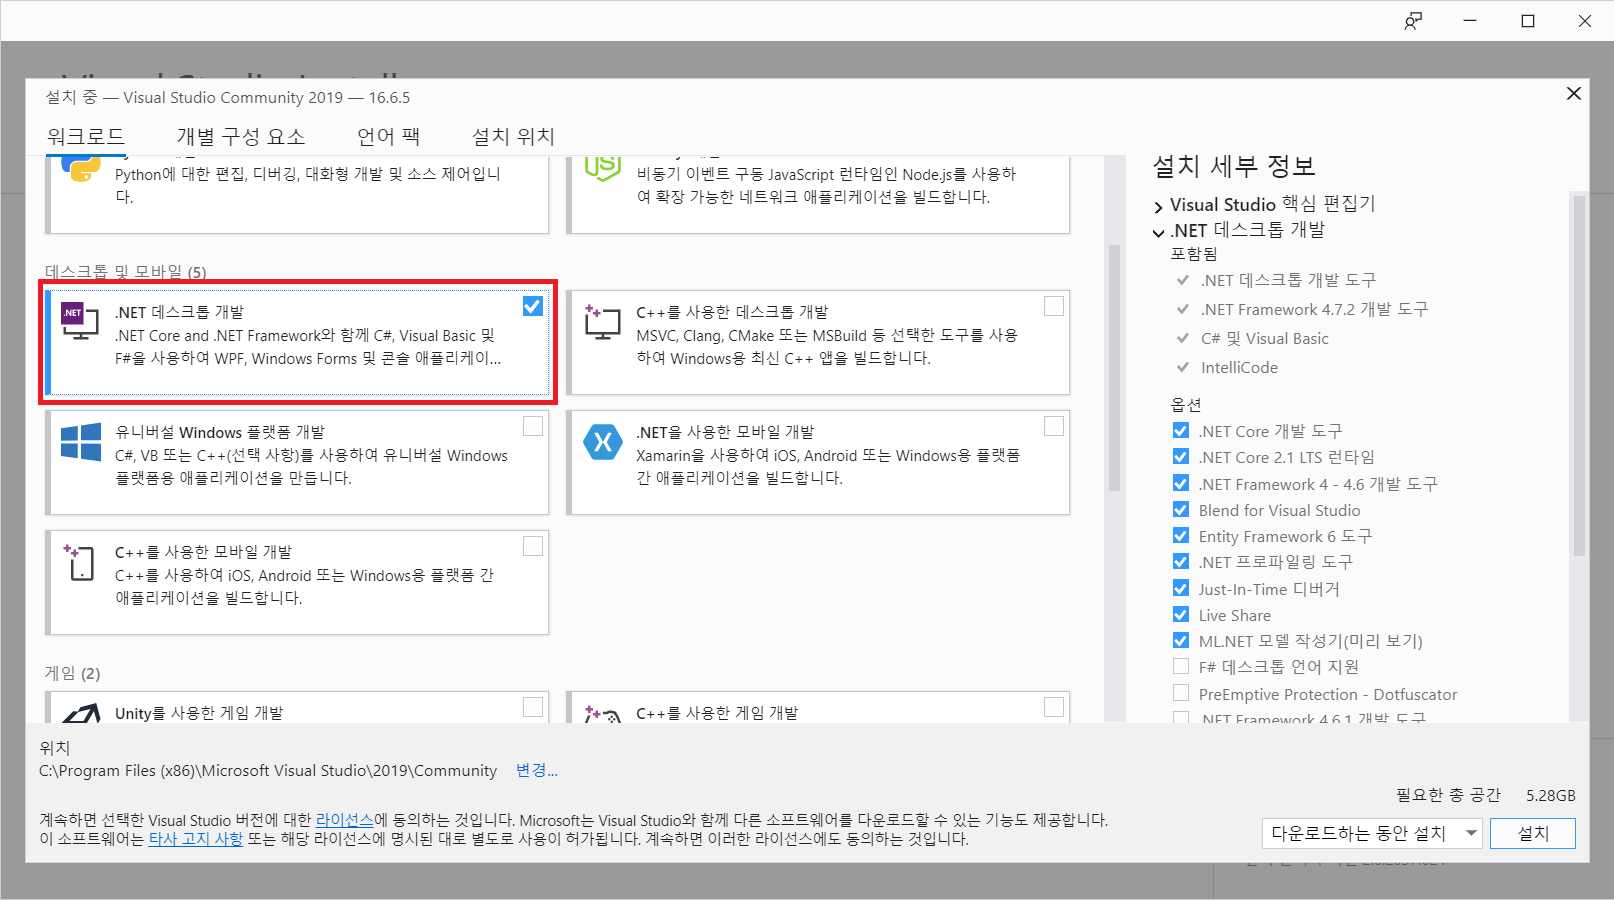 설치 중 — Visual Studio Community 2019 — 16.6.5
워크로드
개별 구성 요소
언어 팩
설치 위치
Python에 대한 편집, 디버깅, 대화형 개발 및 소스 제어입니
다.
비동기 이벤트 구동 JavaScript 런타임인 Node.js를 사용하
여 확장 가능한 네트워크 애플리케이션을 빌드합니다.
데스크톱 및 모바일 (5)
.NET
.NET 데스크톱 개발
.NET Core and .NET Framework와 함께 C#, Visual Basic 및
F#을 사용하여 WPF, Windows Forms 및 콘솔 애플리케이...
C++를 사용한 데스크톱 개발
MSVC, Clang, CMake 또는 MSBuild 등 선택한 도구를 사용
하여 Windows용 최신 C++ 앱을 빌드합니다.
유니버설 Windows 플랫폼 개발
C#, VB 또는 C++(선택 사항)를 사용하여 유니버설 Windows
플랫폼용 애플리케이션을 만듭니다.
.NET을 사용한 모바일 개발
Xamarin을 사용하여 iOS, Android 또는 Windows용 플랫폼
간 애플리케이션을 빌드합니다.
C++를 사용한 모바일 개발
C++를 사용하여 iOS, Android 또는 Windows용 플랫폼 간
애플리케이션을 빌드합니다.
게임 (2)
Unity를 사용한 게임 개발
C++를 사용한 게임 개발
설치 세부 정보
Visual Studio 핵심 편집기
.NET 데스크톱 개발
포함됨
.NET 데스크톱 개발 도구
.NET Framework 4.7.2 개발 도구
C# 및 Visual Basic
IntelliCode
옵션
.NET Core 개발 도구
.NET Core 2.1 LTS 런타임
.NET Framework 4 - 4.6 개발 도구
Blend for Visual Studio
Entity Framework 6 도구
.NET 프로파일링 도구
Just-In-Time 디버거
Live Share
ML.NET 모델 작성기(미리 보기)
F# 데스크톱 언어 지원
PreEmptive Protection - Dotfuscator
.NET Framework 4.6.1 개발 도구
위치
C:\Program Files (x86)\Microsoft Visual Studio\2019\Community 변경...
필요한 총 공간 5.28GB
계속하면 선택한 Visual Studio 버전에 대한 라이선스에 동의하는 것입니다. Microsoft는 Visual Studio와 함께 다른 소프트웨어를 다운로드할 수 있는 기능도 제공합니다.
이 소프트웨어는 타사 고지 사항 또는 해당 라이선스에 명시된 대로 별도로 사용이 허가됩니다. 계속하면 이러한 라이선스에도 동의하는 것입니다.
다운로드하는 동안 설치
설치